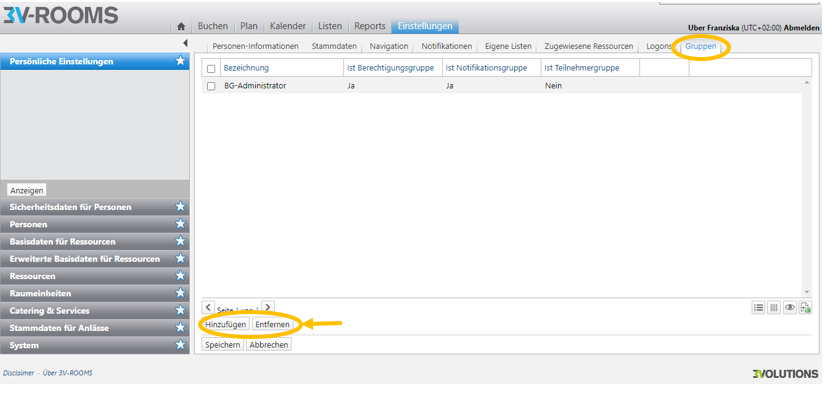 3V-ROOMS
Buchen Plan Kalender Listen Reports Einstellungen
Uber Franziska (UTC+02:00) Abmelden
Personen-Informationen Stammdaten Navigation Notifikationen Eigene Listen Zugewiesene Ressourcen Logons Gruppen
Persönliche Einstellungen
Bezeichnung Ist Berechtigungsgruppe Ist Notifikationsgruppe Ist Teilnehmergruppe
BG-Administrator Ja Ja Nein
Anzeigen
Sicherheitsdaten für Personen
Personen
Basisdaten für Ressourcen
Erweiterte Basisdaten für Ressourcen
Ressourcen
Raumeinheiten
Catering & Services
Stammdaten für Anlässe
System
Seite 1 von 1
Hinzufügen Entfernen
Speichern Abbrechen
Disclaimer - Über 3V-ROOMS
3VOLUTIONS